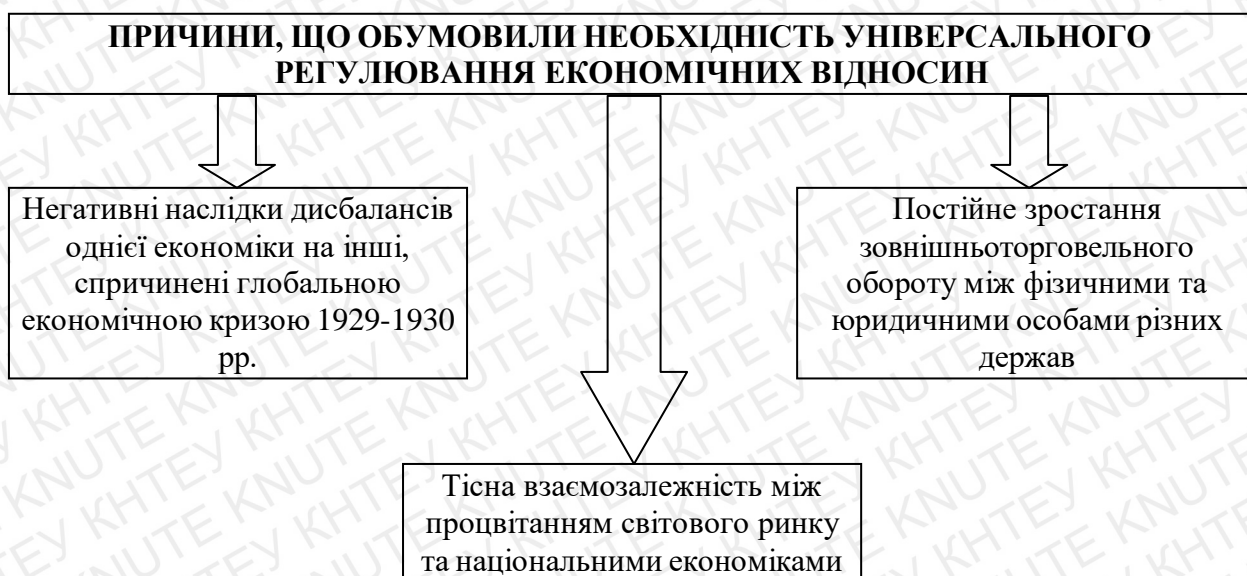 ПРИЧИНИ, ЩО ОБУМОВИЛИ НЕОБХІДНІСТЬ УНІВЕРСАЛЬНОГО
РЕГУЛЮВАННЯ ЕКОНОМІЧНИХ ВІДНОСИН
Негативні наслідки дисбалансів
однієї економіки на інші,
спричинені глобальною
економічною кризою 1929-1930
рр.
Постійне зростання
зовнішньоторговельного
обороту між фізичними та
юридичними особами різних
держав
Тісна взаємозалежність між
процвітанням світового ринку
та національними економіками